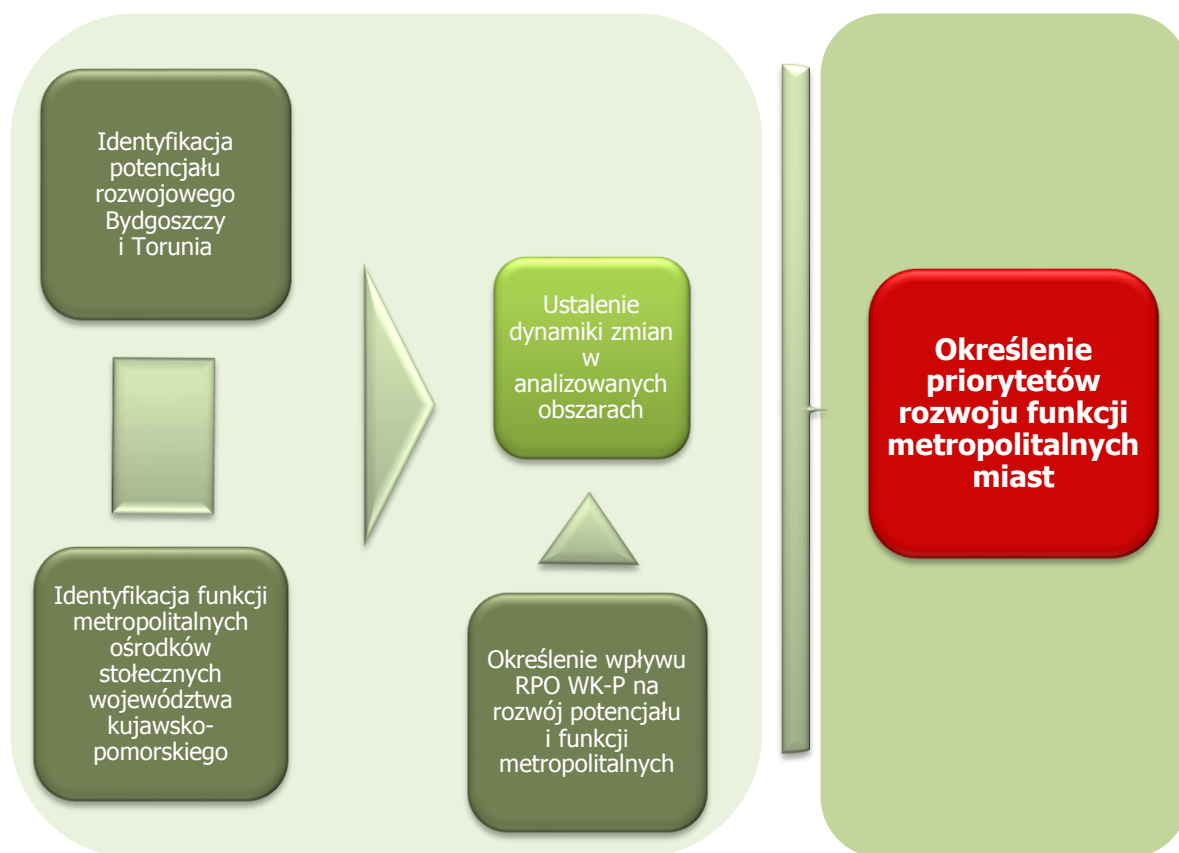 Identyfikacja
potencjału
rozwojowego
Bydgoszczy
i Torunia
Identyfikacja funkcji
metropolitalnych
ośrodków
stołecznych
województwa
kujawsko-
pomorskiego
Ustalenie
dynamiki zmian
w
analizowanych
obszarach
Określenie wpływu
RPO WK-P na
rozwój potencjału
i funkcji
metropolitalnych
Określenie
priorytetów
rozwoju funkcji
metropolitalnych
miast